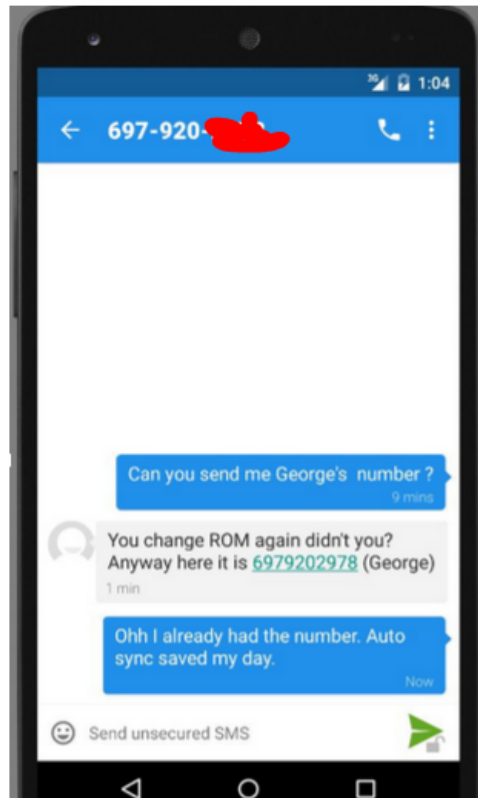 3G 1:04
697-920-
Can you send me George's number ?
9 mins
You change ROM again didn't you?
Anyway here it is 6979202978 (George)
1 min
Ohh I already had the number. Auto
sync saved my day.
Now
Send unsecured SMS